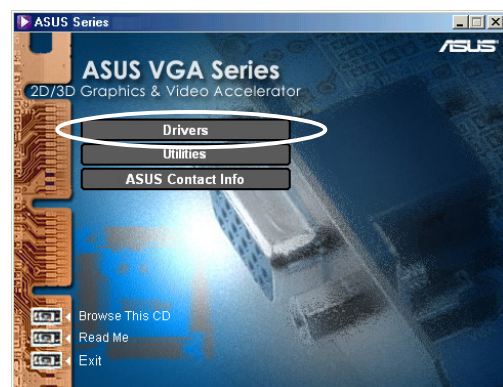 ASUS Series
ASUS
ASUS VGA Series
2D/3D Graphics & Video Accelerator
Drivers
Utilities
ASUS Contact Info
Browse This CD
Read Me
Exit